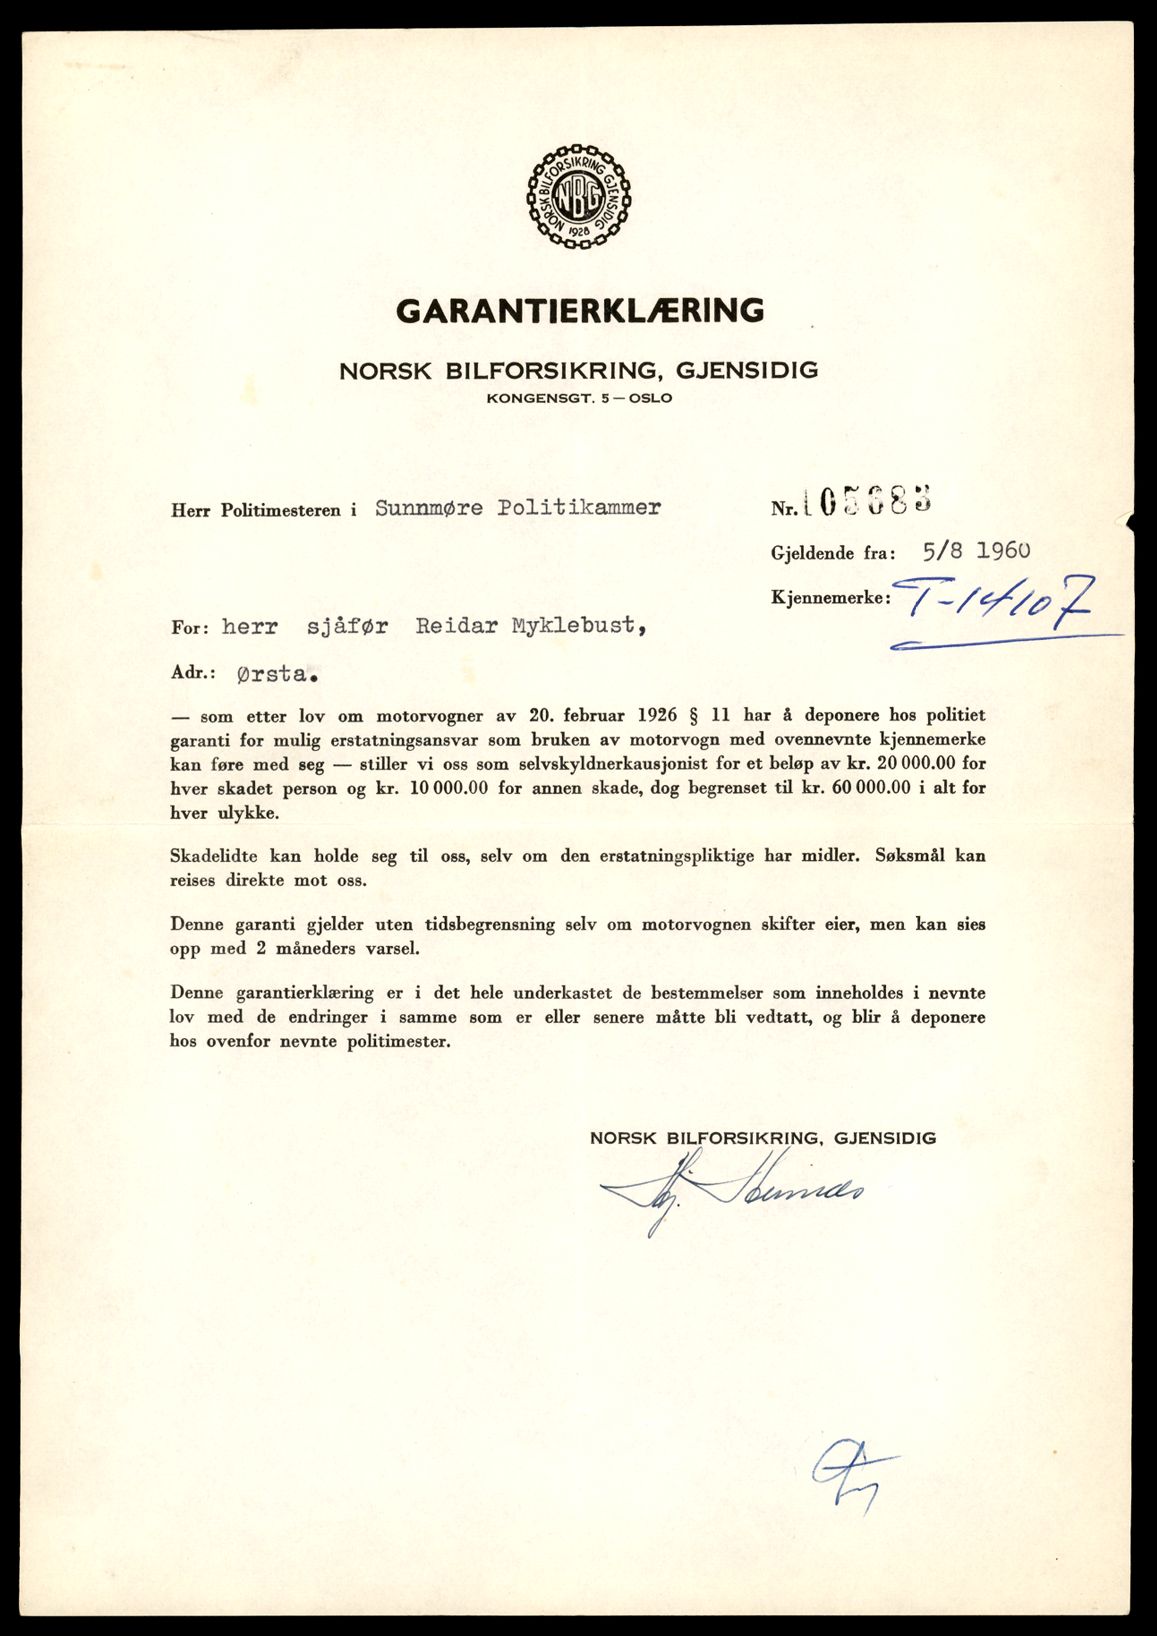 NORSK BILFORSIKRING GJENSIDIG
NBG
1928
GARANTIERKLÆRING
NORSK BILFORSIKRING, GJENSIDIG
KONGENSGT. 5 — OSLO
Herr Politimesteren i Sunnmøre Politikammer
Nr. 105683
Gjeldende fra: 5/8 1960
Kjennemerke: T-14107
For: herr sjåfør Reidar Myklebust,
Adr.: Ørsta.
— som etter lov om motorvogner av 20. februar 1926 § 11 har å deponere hos politiet
garanti for mulig erstatningsansvar som bruken av motorvogn med ovennevnte kjennemerke
kan føre med seg — stiller vi oss som selvskyldnerkausjonist for et beløp av kr. 20 000.00 for
hver skadet person og kr. 10 000.00 for annen skade, dog begrenset til kr. 60 000.00 i alt for
hver ulykke.
Skadelidte kan holde seg til oss, selv om den erstatningspliktige har midler. Søksmål kan
reises direkte mot oss.
Denne garanti gjelder uten tidsbegrensning selv om motorvognen skifter eier, men kan sies
opp med 2 måneders varsel.
Denne garantierklæring er i det hele underkastet de bestemmelser som inneholdes i nevnte
lov med de endringer i samme som er eller senere måtte bli vedtatt, og blir å deponere
hos ovenfor nevnte politimester.
NORSK BILFORSIKRING, GJENSIDIG